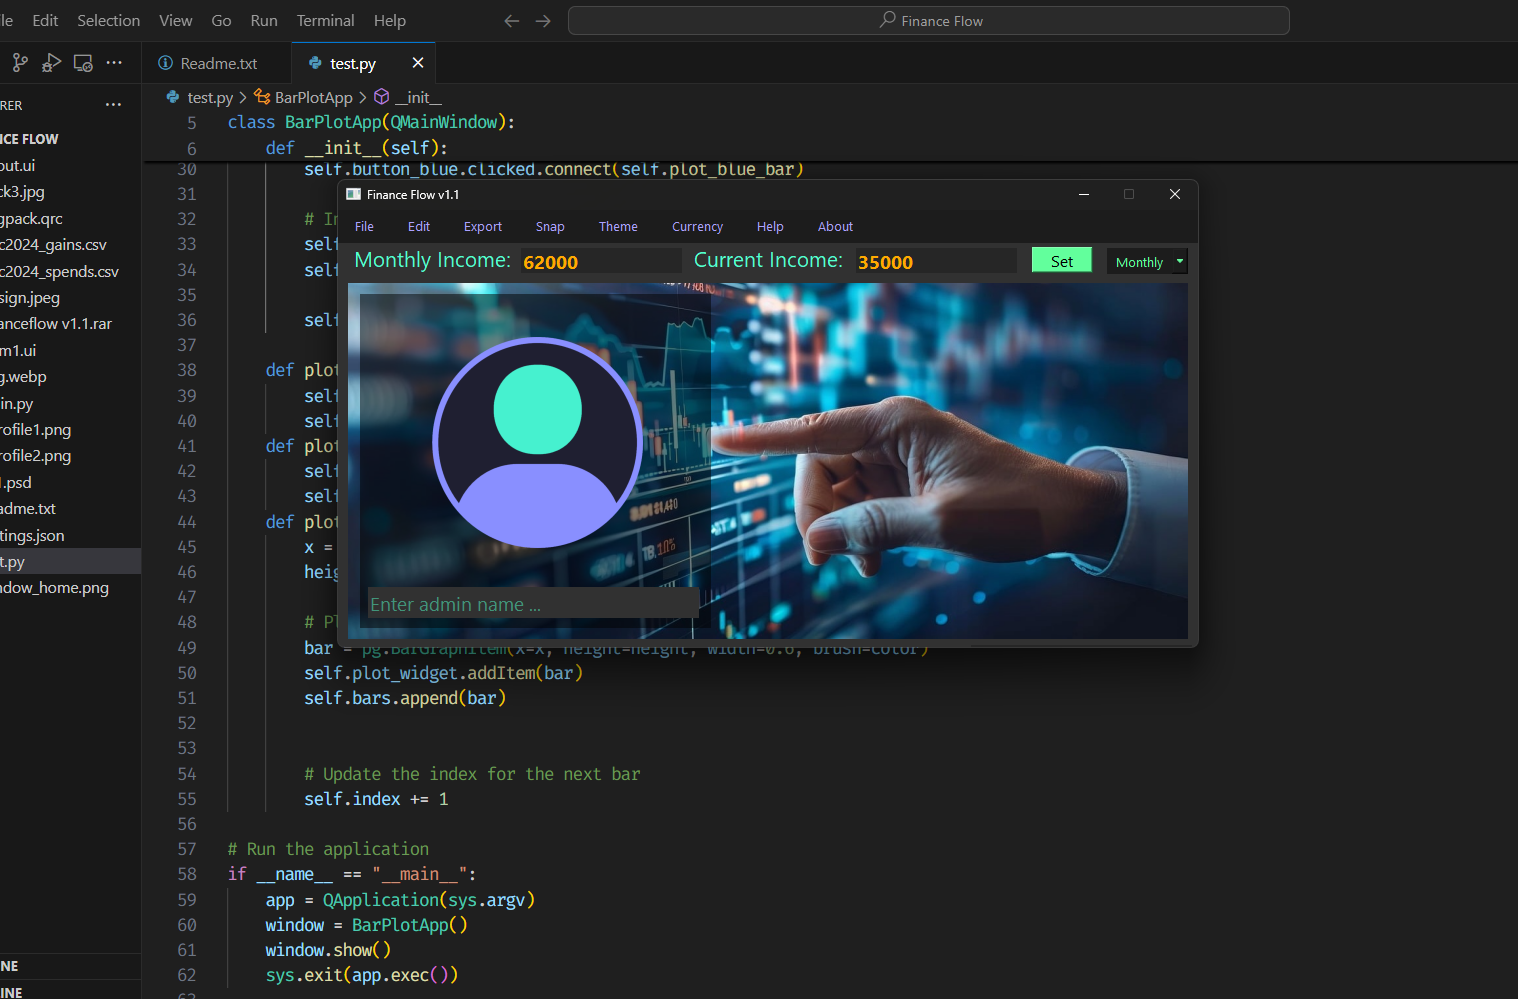 le Edit Selection View Go Run Terminal Help Finance Flow
Readme.txt test.py
RER
test.py > BarPlotApp > __init__
5 class BarPlotApp(QMainWindow):
NCE FLOW
6 def __init__(self):
out.ui
30 self.button_blue.clicked.connect(self.plot_blue_bar)
ck3.jpg
31
Finance Flow v1.1
gpack.qrc
32 # In
File Edit Export Snap Theme Currency Help About
c2024_gains.csv
33 self
Monthly Income: 62000 Current Income: 35000 Set Monthly
c2024_spends.csv
34 self
sign.jpeg
35
anceflow v1.1.rar
36 self
m1.ui
37
g.webp
38 def plot
in.py
39 self
40 self
rofile1.png
41 def plot
rofile2.png
42 self
1.psd
43 self
adme.txt
44 def plot
tings.json
45 x =
t.py
46 heig
ndow_home.png
47
Enter admin name ...
48 # Pl
49 bar = pg.BarGraphItem(x=x, height=height, width=0.6, brush=color)
50 self.plot_widget.addItem(bar)
51 self.bars.append(bar)
52
53
54 # Update the index for the next bar
55 self.index += 1
56
57 # Run the application
58 if __name__ == "__main__":
59 app = QApplication(sys.argv)
60 window = BarPlotApp()
61 window.show()
NE
62 sys.exit(app.exec())
INE